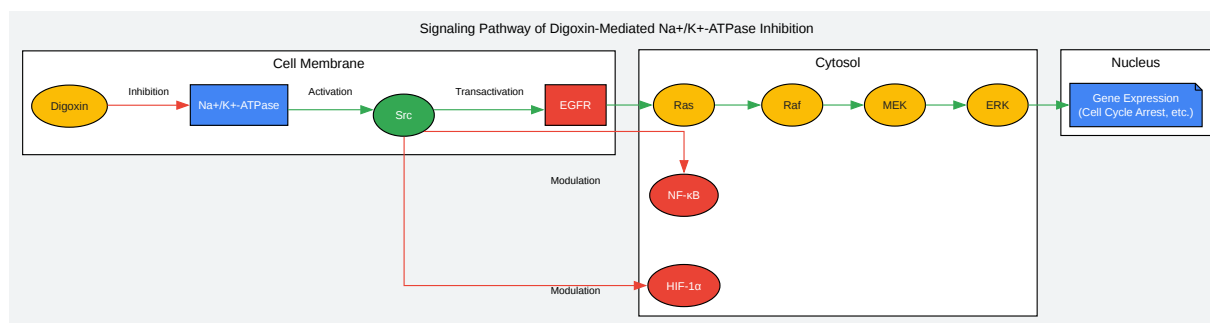 Signaling Pathway of Digoxin-Mediated Na+/K+-ATPase Inhibition
Cell Membrane
Cytosol
Nucleus
Digoxin
Inhibition
Na+/K+-ATPase
Activation
Src
Transactivation
EGFR
Ras
Raf
MEK
ERK
Gene Expression
(Cell Cycle Arrest, etc.)
Modulation
NF-κB
Modulation
HIF-1α